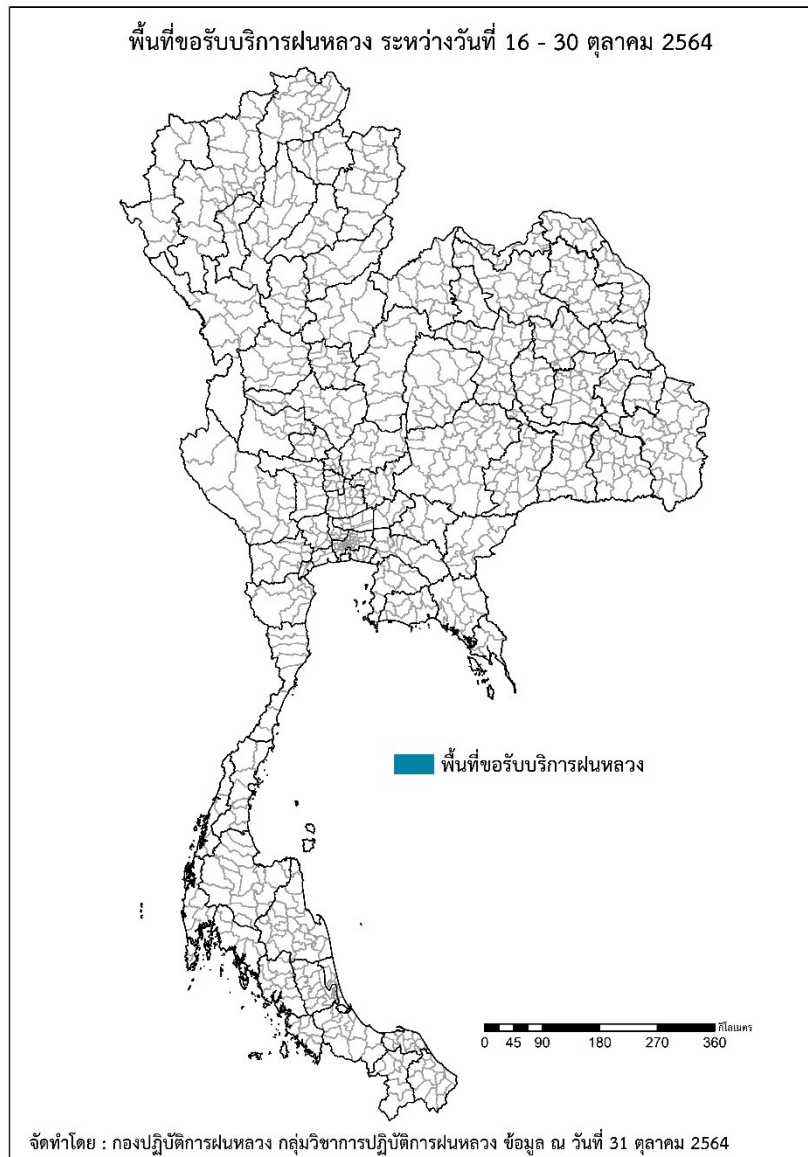 พื้นที่ขอรับบริการฝนหลวง ระหว่างวันที่ 16 - 30 ตุลาคม 2564
พื้นที่ขอรับบริการฝนหลวง
กิโลเมตร
0 45 90 180 270 360
จัดทำโดย : กองปฏิบัติการฝนหลวง กลุ่มวิชาการปฏิบัติการฝนหลวง ข้อมูล ณ วันที่ 31 ตุลาคม 2564